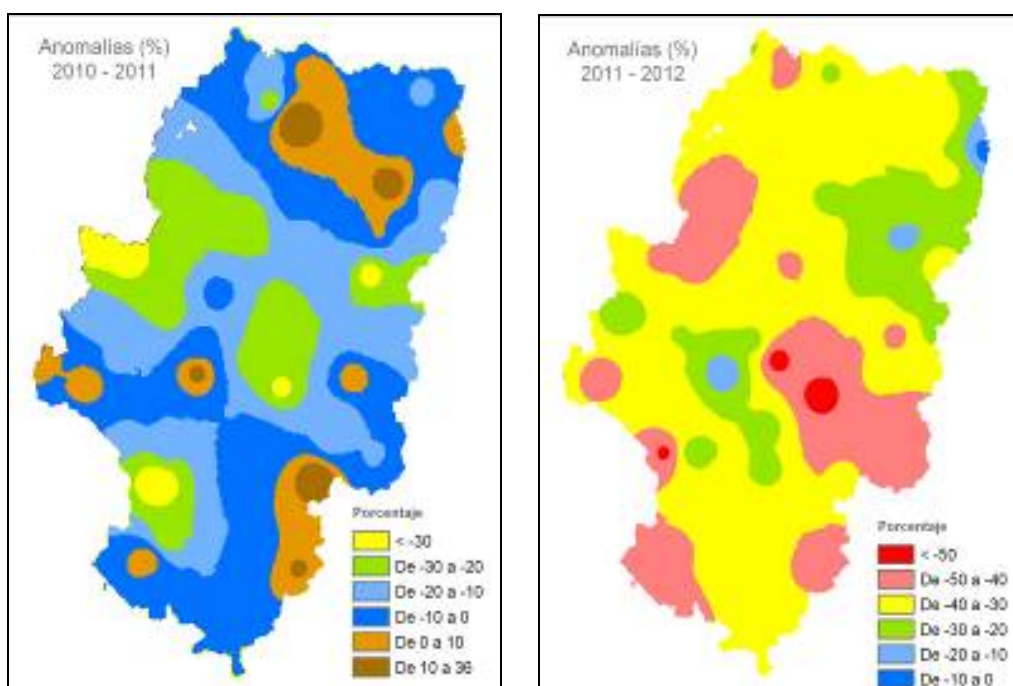 Anomalías (%)
2010 - 2011
Porcentaje
< -30
De -30 a -20
De -20 a -10
De -10 a 0
De 0 a 10
De 10 a 36
Anomalías (%)
2011 - 2012
Porcentaje
< -50
De -50 a -40
De -40 a -30
De -30 a -20
De -20 a -10
De -10 a 0